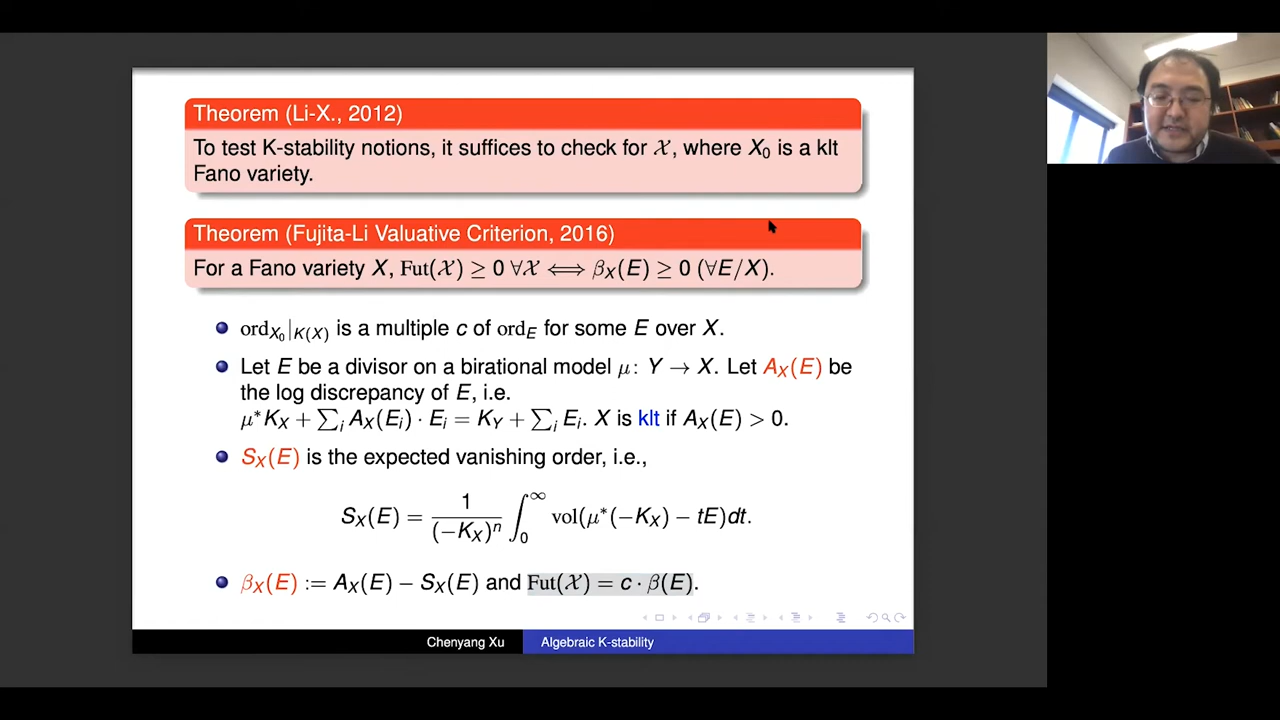 Theorem (Li-X., 2012)
To test K-stability notions, it suffices to check for 𝒳, where X₀ is a klt
Fano variety.
Theorem (Fujita-Li Valuative Criterion, 2016)
For a Fano variety X, Fut(𝒳) ≥ 0 ∀𝒳 ⟺ β_X(E) ≥ 0 (∀E/X).
ord_{X₀}|_{K(X)} is a multiple c of ord_E for some E over X.
Let E be a divisor on a birational model μ: Y → X. Let A_X(E) be
the log discrepancy of E, i.e.
μ*K_X + ∑_i A_X(E_i) · E_i = K_Y + ∑_i E_i. X is klt if A_X(E) > 0.
S_X(E) is the expected vanishing order, i.e.,
S_X(E) = 1/(−K_X)^n ∫_0^∞ vol(μ*(−K_X) − tE)dt.
β_X(E) := A_X(E) − S_X(E) and Fut(𝒳) = c · β(E).
Chenyang Xu
Algebraic K-stability